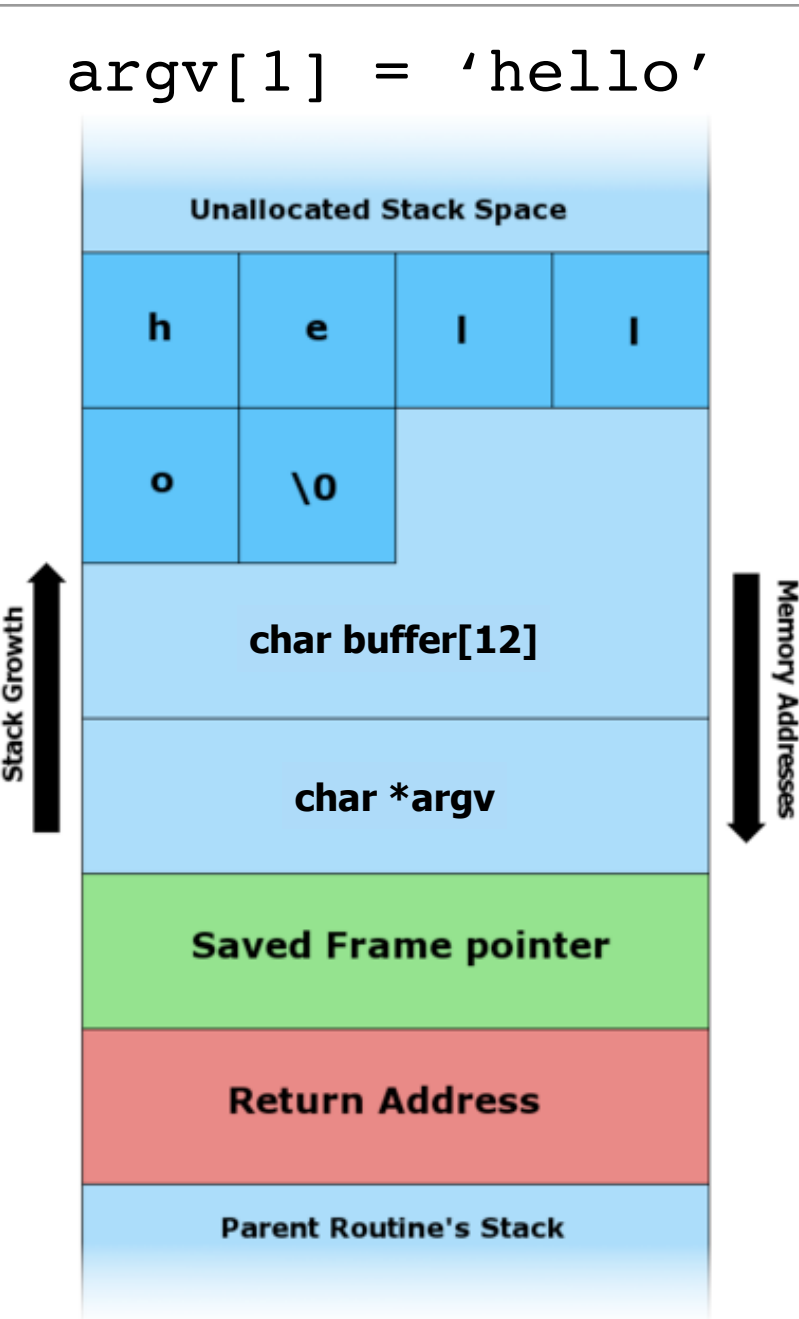 argv[1] = ‘hello’
Unallocated Stack Space
h e l l
o \0
char buffer[12]
Stack Growth
Memory Addresses
char *argv
Saved Frame pointer
Return Address
Parent Routine's Stack